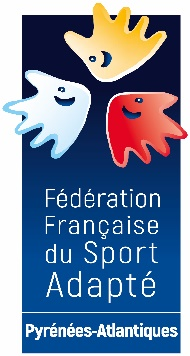 Fédération
Française
du Sport
Adapté
Pyrénées-Atlantiques